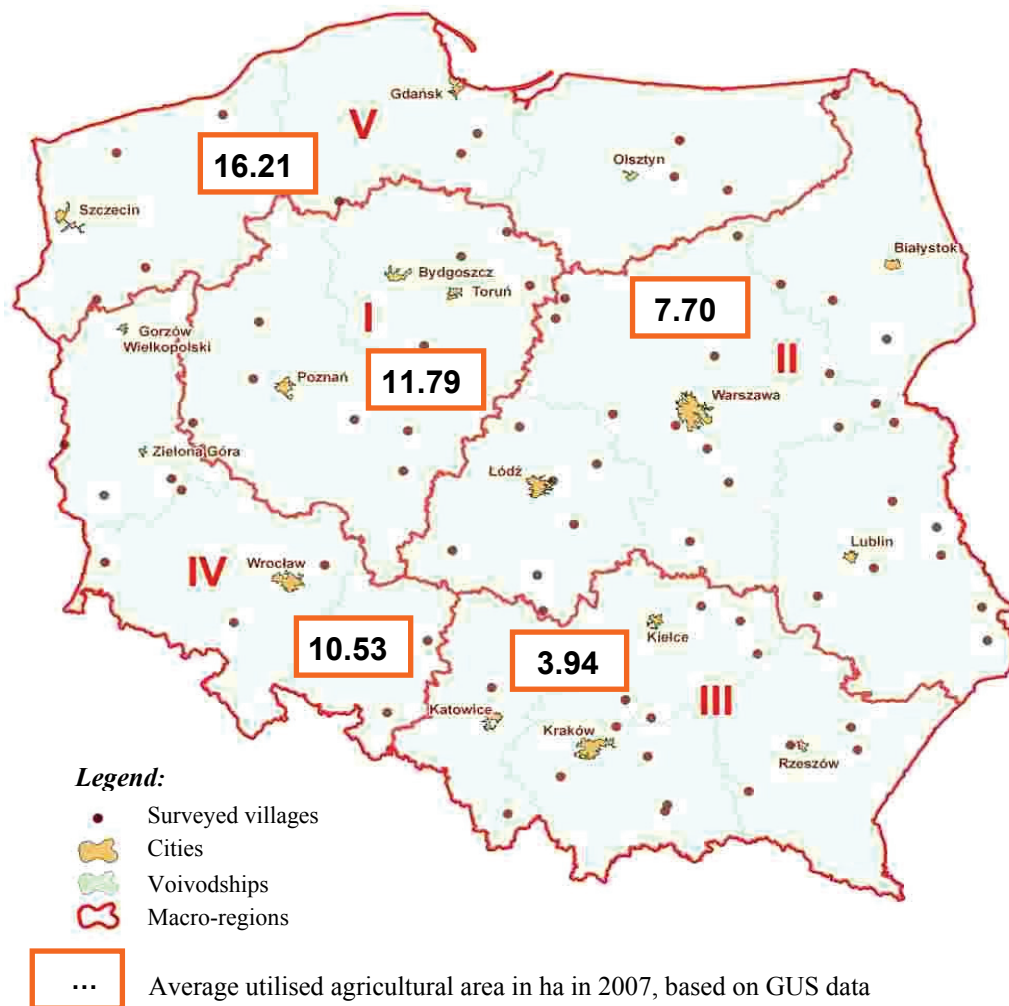 Gdańsk
V
16.21
Olsztyn
Szczecin
Białystok
Bydgoszcz
Toruń
I
7.70
Gorzów
Wielkopolski
II
Poznań
11.79
Warszawa
Zielona Góra
Łódź
Lublin
IV
Wrocław
Kielce
10.53
3.94
III
Katowice
Kraków
Rzeszów
Legend:
Surveyed villages
Cities
Voivodships
Macro-regions
... Average utilised agricultural area in ha in 2007, based on GUS data